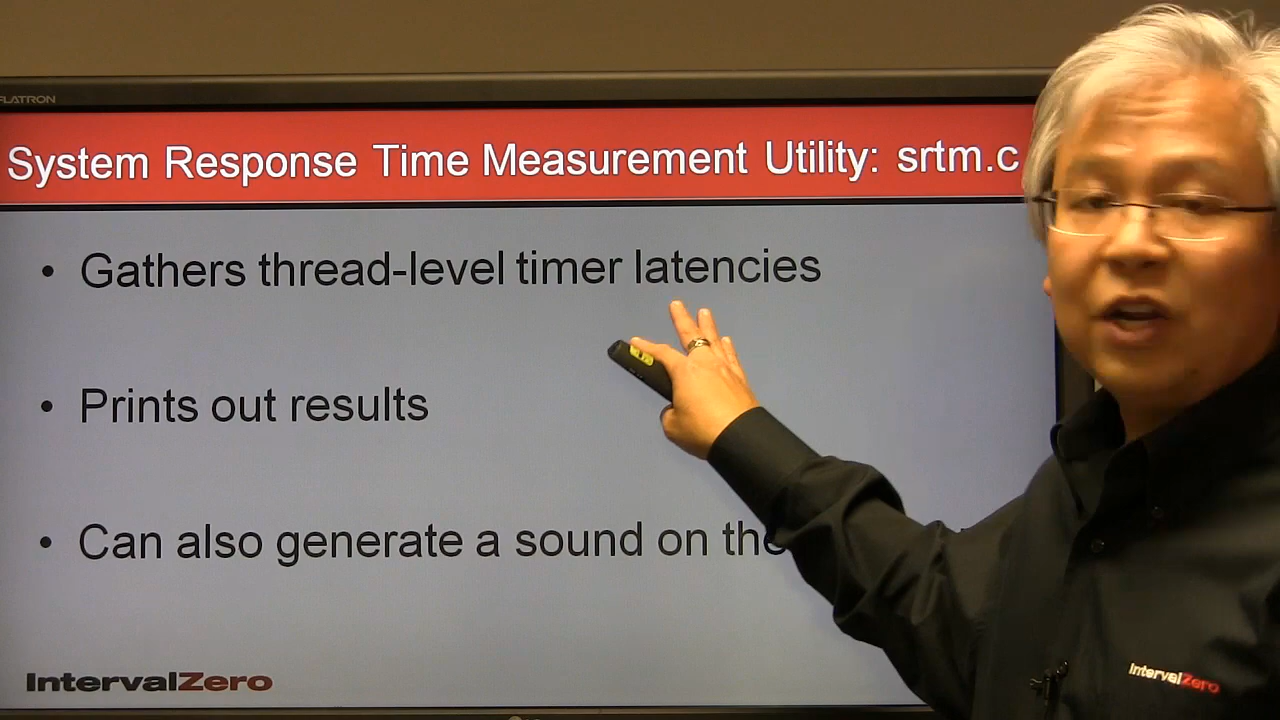 FLATRON
System Response Time Measurement Utility: srtm.c
• Gathers thread-level timer latencies
• Prints out results
• Can also generate a sound on the
IntervalZero
IntervalZero